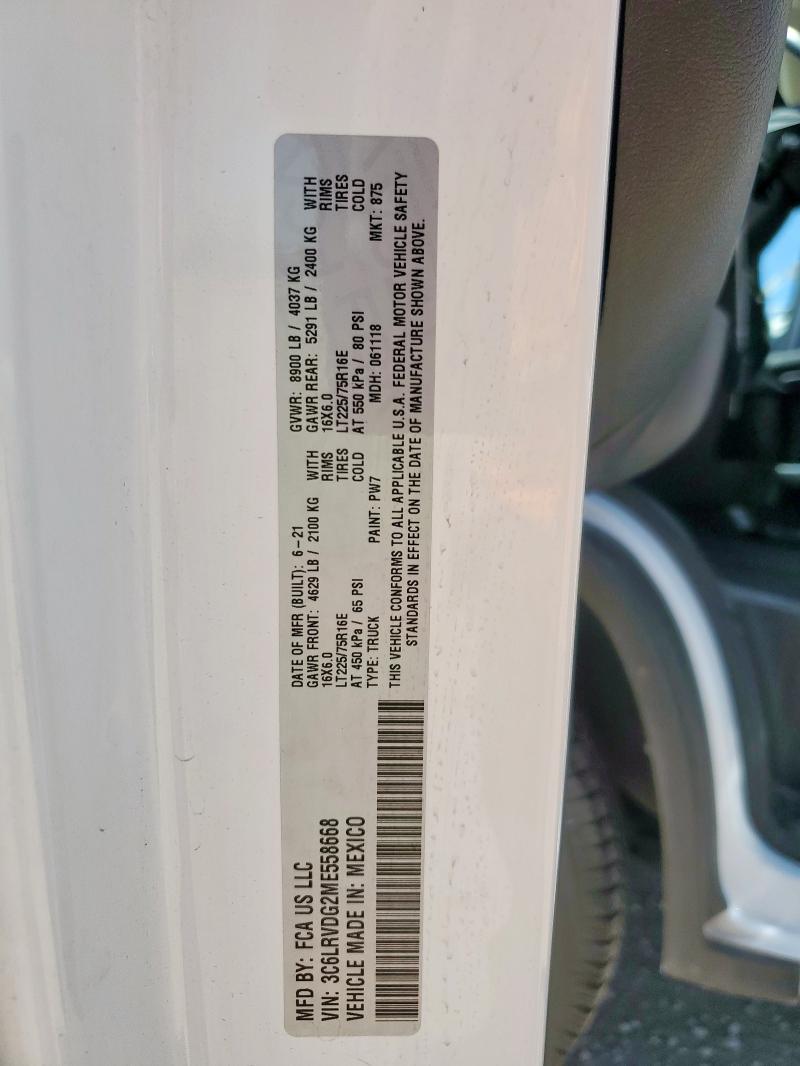 MFD BY: FCA US LLC
VIN: 3C6LRVDG2ME558668
VEHICLE MADE IN: MEXICO
DATE OF MFR (BUILT): 6-21 GVWR: 8900 LB / 4037 KG
GAWR FRONT: 4629 LB / 2100 KG WITH GAWR REAR: 5291 LB / 2400 KG WITH
16X6.0 RIMS 16X6.0 RIMS
LT225/75R16E TIRES LT225/75R16E TIRES
AT 450 kPa / 65 PSI COLD AT 550 kPa / 80 PSI COLD
TYPE: TRUCK PAINT: PW7 MDH: 061118 MKT: 875
THIS VEHICLE CONFORMS TO ALL APPLICABLE U.S.A. FEDERAL MOTOR VEHICLE SAFETY
STANDARDS IN EFFECT ON THE DATE OF MANUFACTURE SHOWN ABOVE.